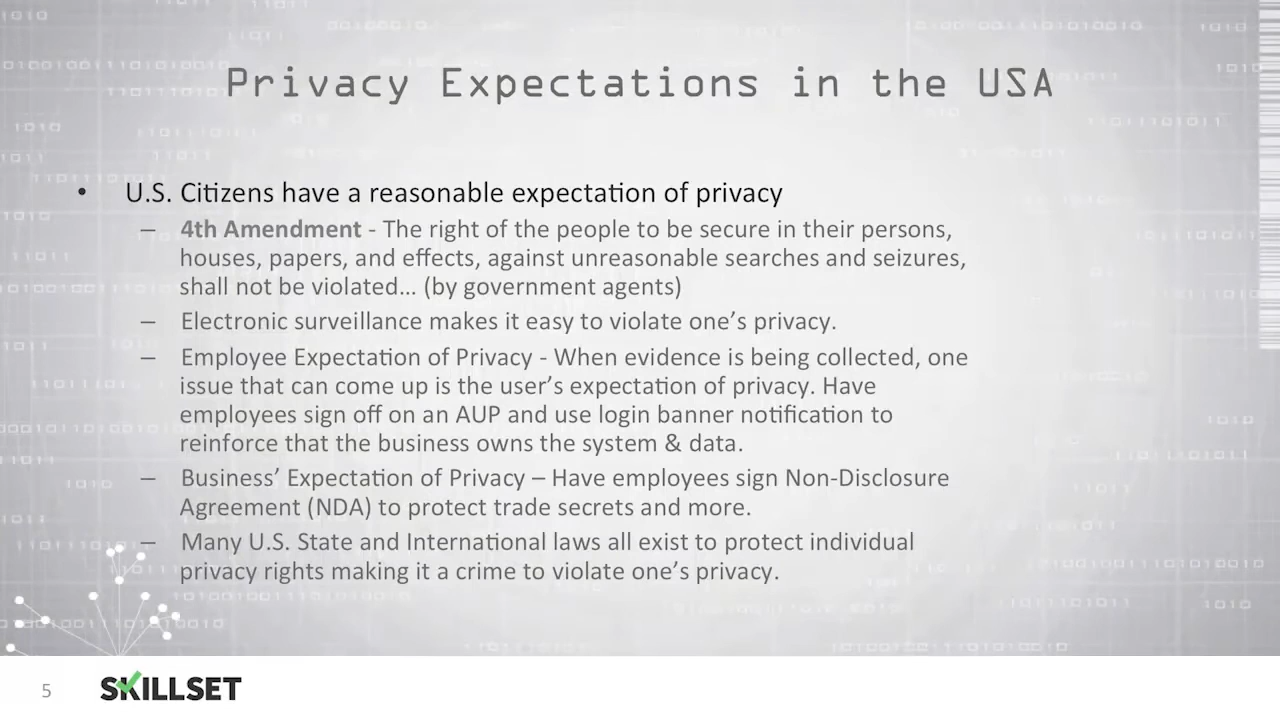 Privacy Expectations in the USA
• U.S. Citizens have a reasonable expectation of privacy
– 4th Amendment - The right of the people to be secure in their persons,
houses, papers, and effects, against unreasonable searches and seizures,
shall not be violated... (by government agents)
– Electronic surveillance makes it easy to violate one's privacy.
– Employee Expectation of Privacy - When evidence is being collected, one
issue that can come up is the user's expectation of privacy. Have
employees sign off on an AUP and use login banner notification to
reinforce that the business owns the system & data.
– Business' Expectation of Privacy – Have employees sign Non-Disclosure
Agreement (NDA) to protect trade secrets and more.
– Many U.S. State and International laws all exist to protect individual
privacy rights making it a crime to violate one's privacy.
5
SKILLSET